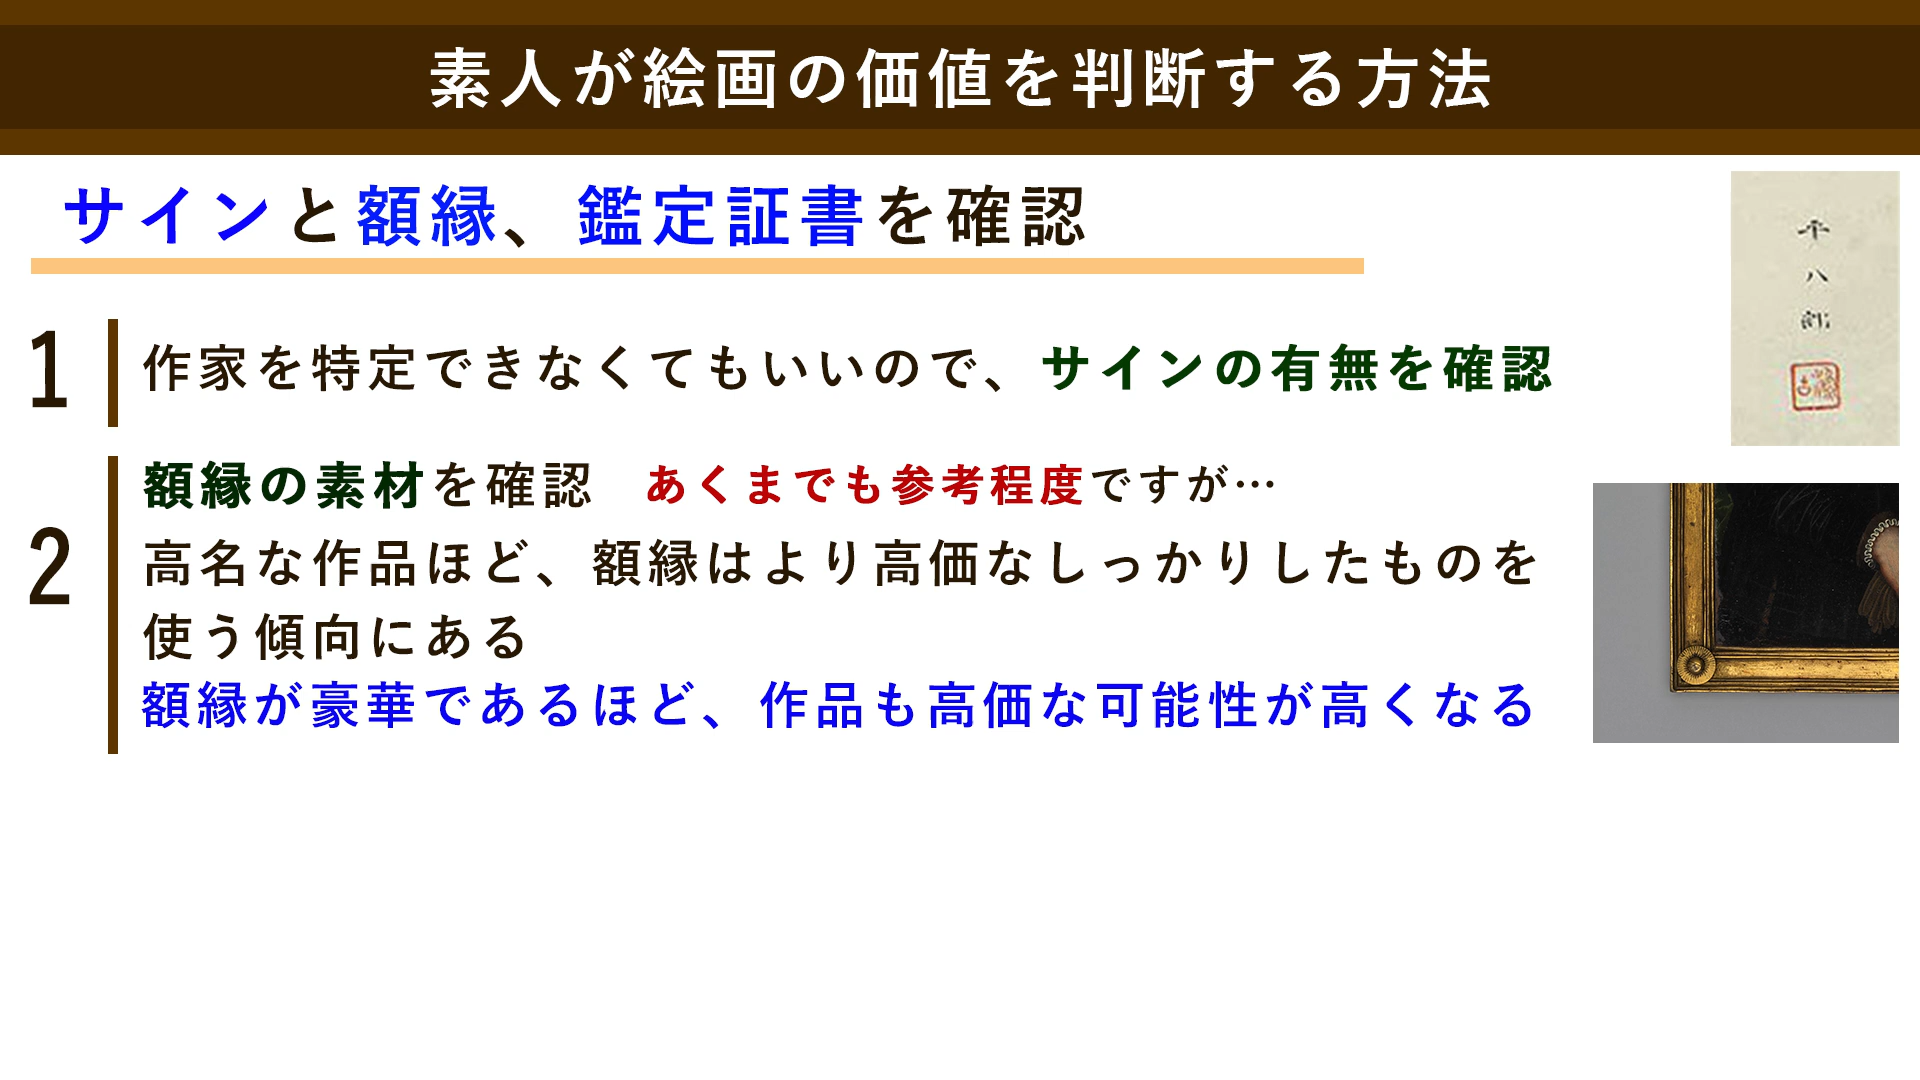 素人が絵画の価値を判断する方法
サインと額縁、鑑定証書を確認
1
作家を特定できなくてもいいので、サインの有無を確認
2
額縁の素材を確認　あくまでも参考程度ですが…
高名な作品ほど、額縁はより高価なしっかりしたものを
使う傾向にある
額縁が豪華であるほど、作品も高価な可能性が高くなる
平八郎